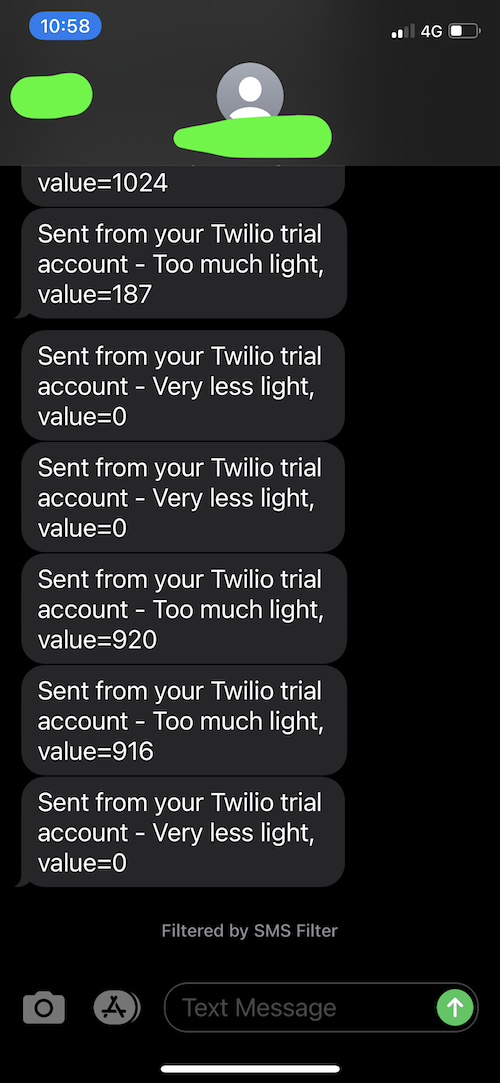 10:58
4G
value=1024
Sent from your Twilio trial
account - Too much light,
value=187
Sent from your Twilio trial
account - Very less light,
value=0
Sent from your Twilio trial
account - Very less light,
value=0
Sent from your Twilio trial
account - Too much light,
value=920
Sent from your Twilio trial
account - Too much light,
value=916
Sent from your Twilio trial
account - Very less light,
value=0
Filtered by SMS Filter
Text Message